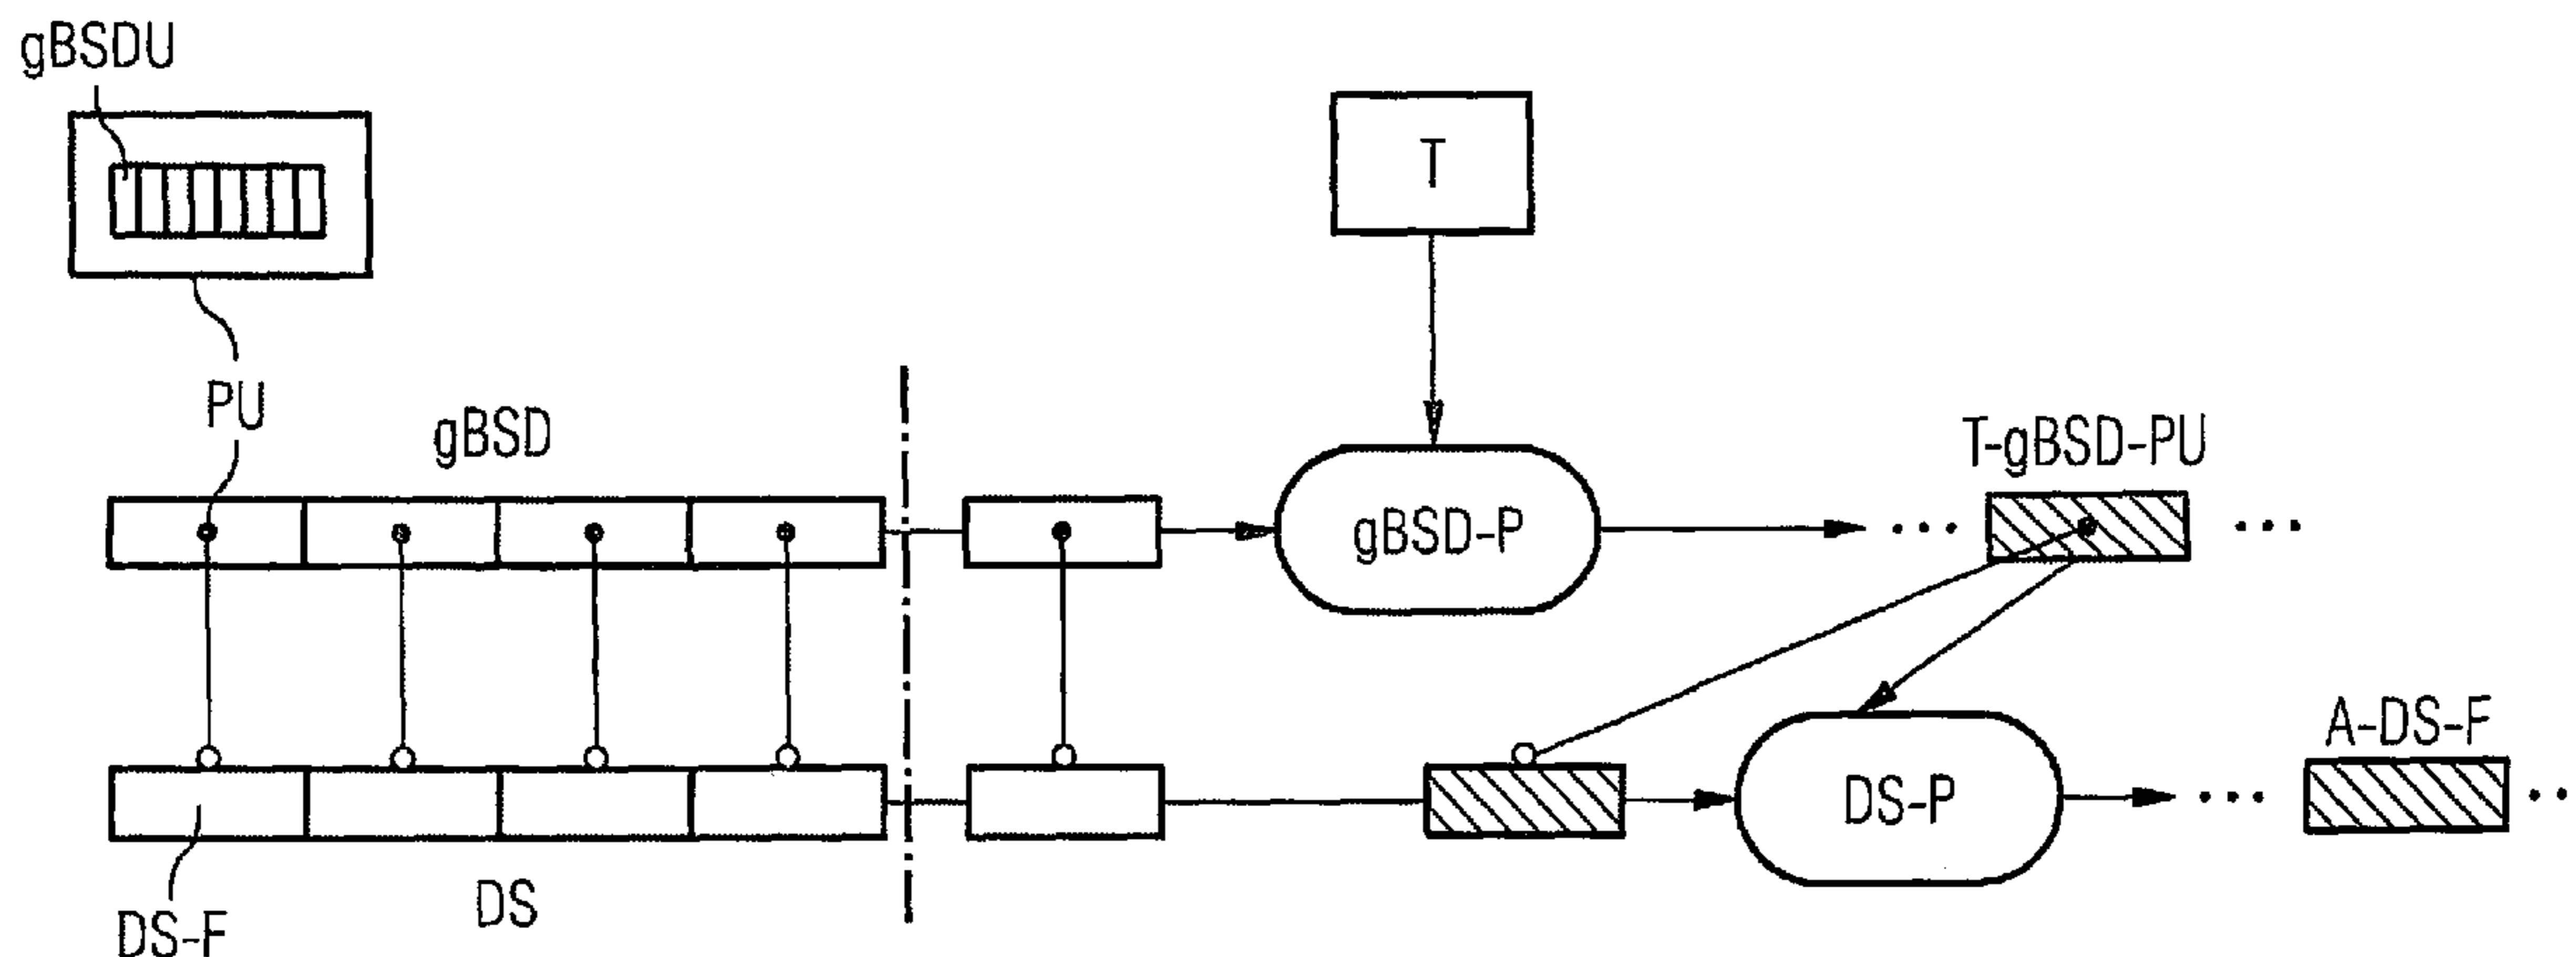 gBSDU
T
PU
gBSD
T-gBSD-PU
gBSD-P
...
...
A-DS-F
DS-P
...
..
DS
DS-F